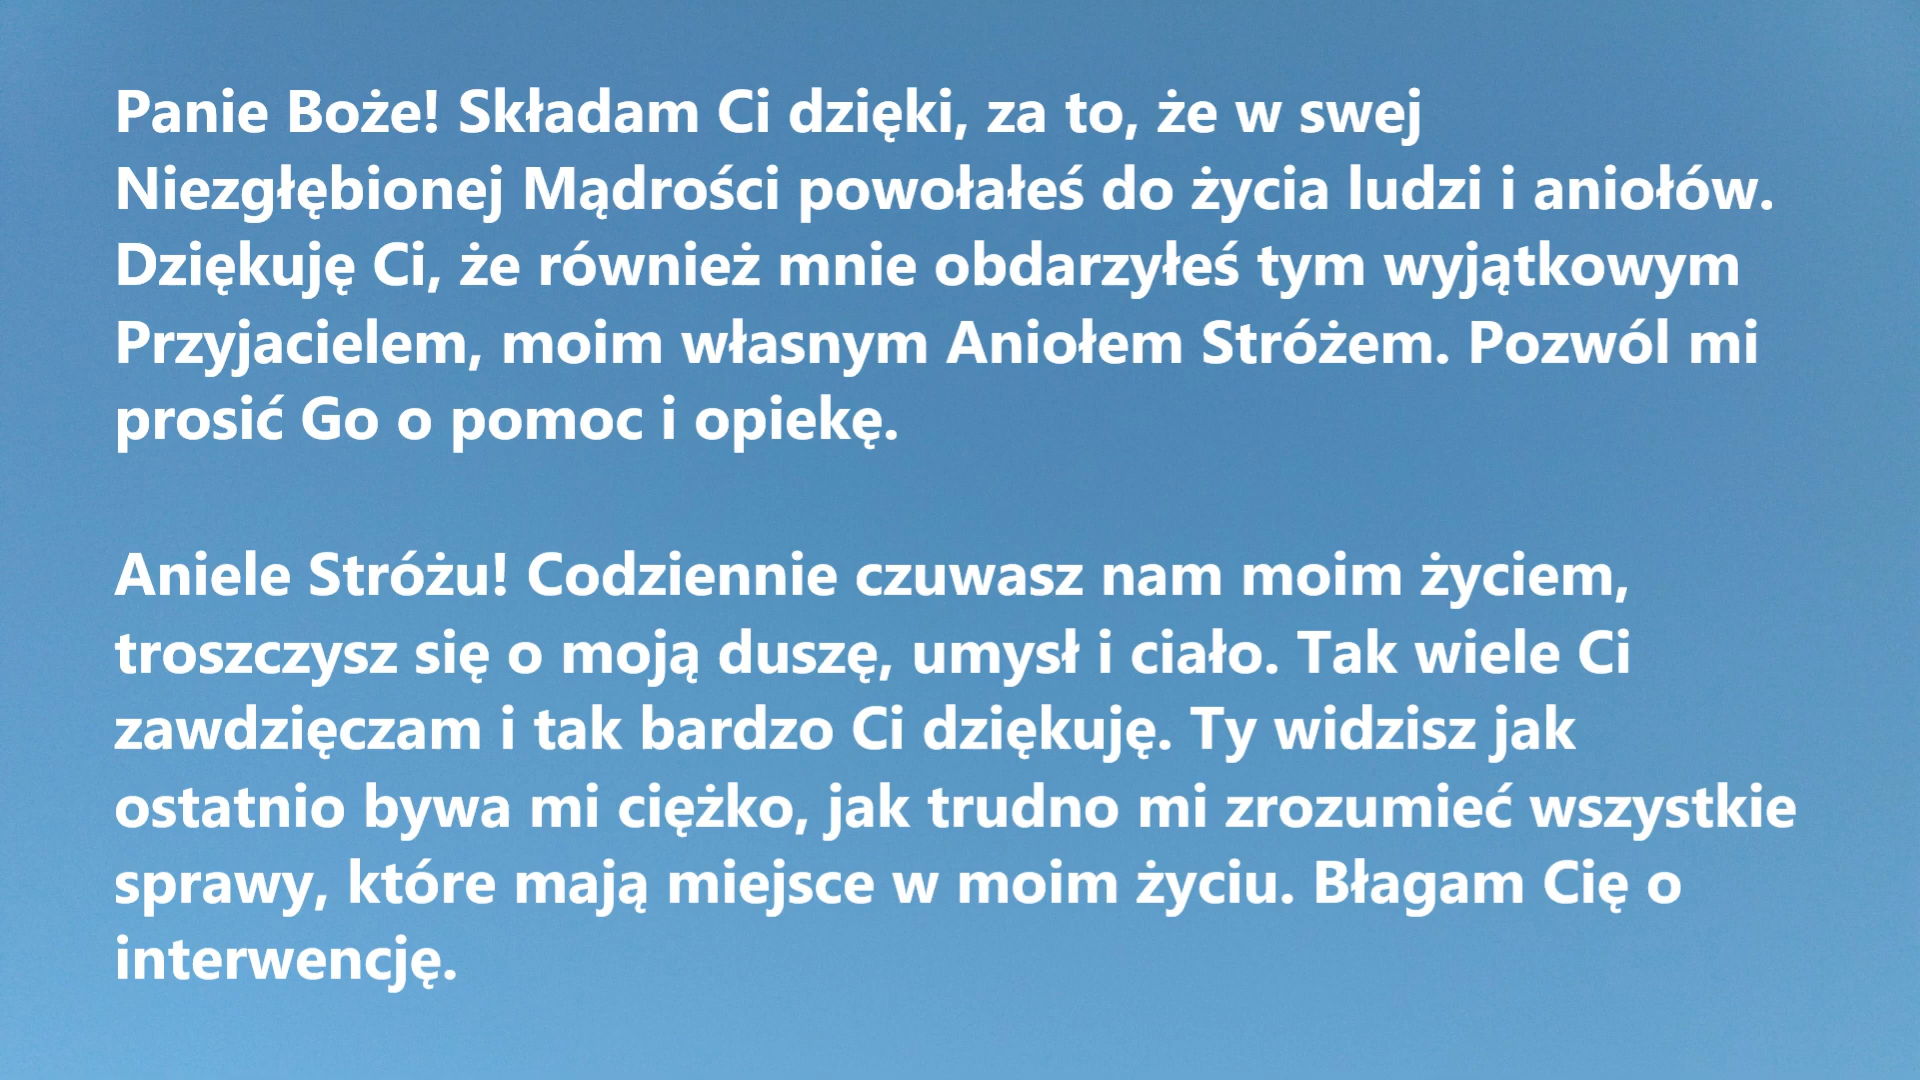 Panie Boże! Składam Ci dzięki, za to, że w swej
Niezgłębionej Mądrości powołałeś do życia ludzi i aniołów.
Dziękuję Ci, że również mnie obdarzyłeś tym wyjątkowym
Przyjacielem, moim własnym Aniołem Stróżem. Pozwól mi
prosić Go o pomoc i opiekę.
Aniele Stróżu! Codziennie czuwasz nam moim życiem,
troszczysz się o moją duszę, umysł i ciało. Tak wiele Ci
zawdzięczam i tak bardzo Ci dziękuję. Ty widzisz jak
ostatnio bywa mi ciężko, jak trudno mi zrozumieć wszystkie
sprawy, które mają miejsce w moim życiu. Błagam Cię o
interwencję.